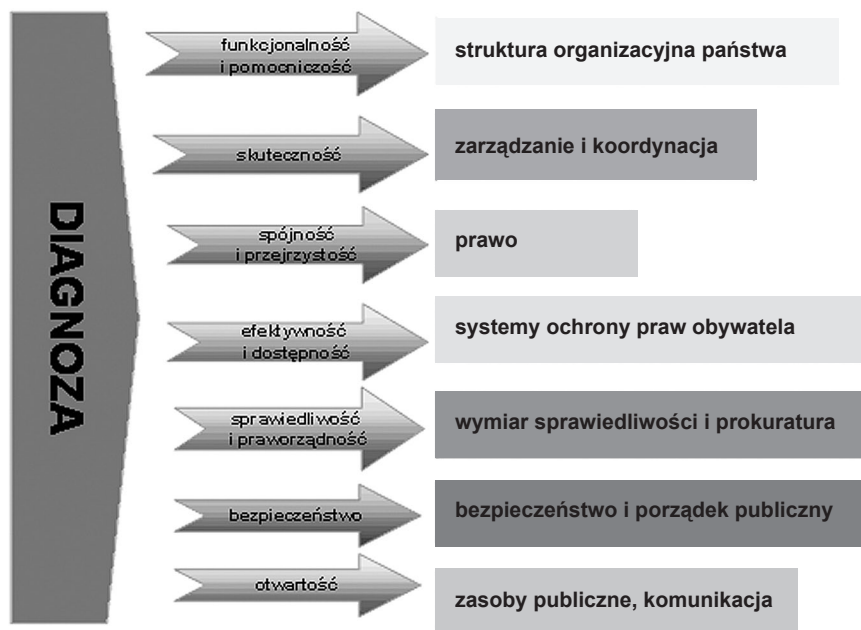 DIAGNOZA
funkcjonalność
i pomocniczość
struktura organizacyjna państwa
skuteczność
zarządzanie i koordynacja
spójność
i przejrzystość
prawo
efektywność
i dostępność
systemy ochrony praw obywatela
sprawiedliwość
i praworządność
wymiar sprawiedliwości i prokuratura
bezpieczeństwo
bezpieczeństwo i porządek publiczny
otwartość
zasoby publiczne, komunikacja